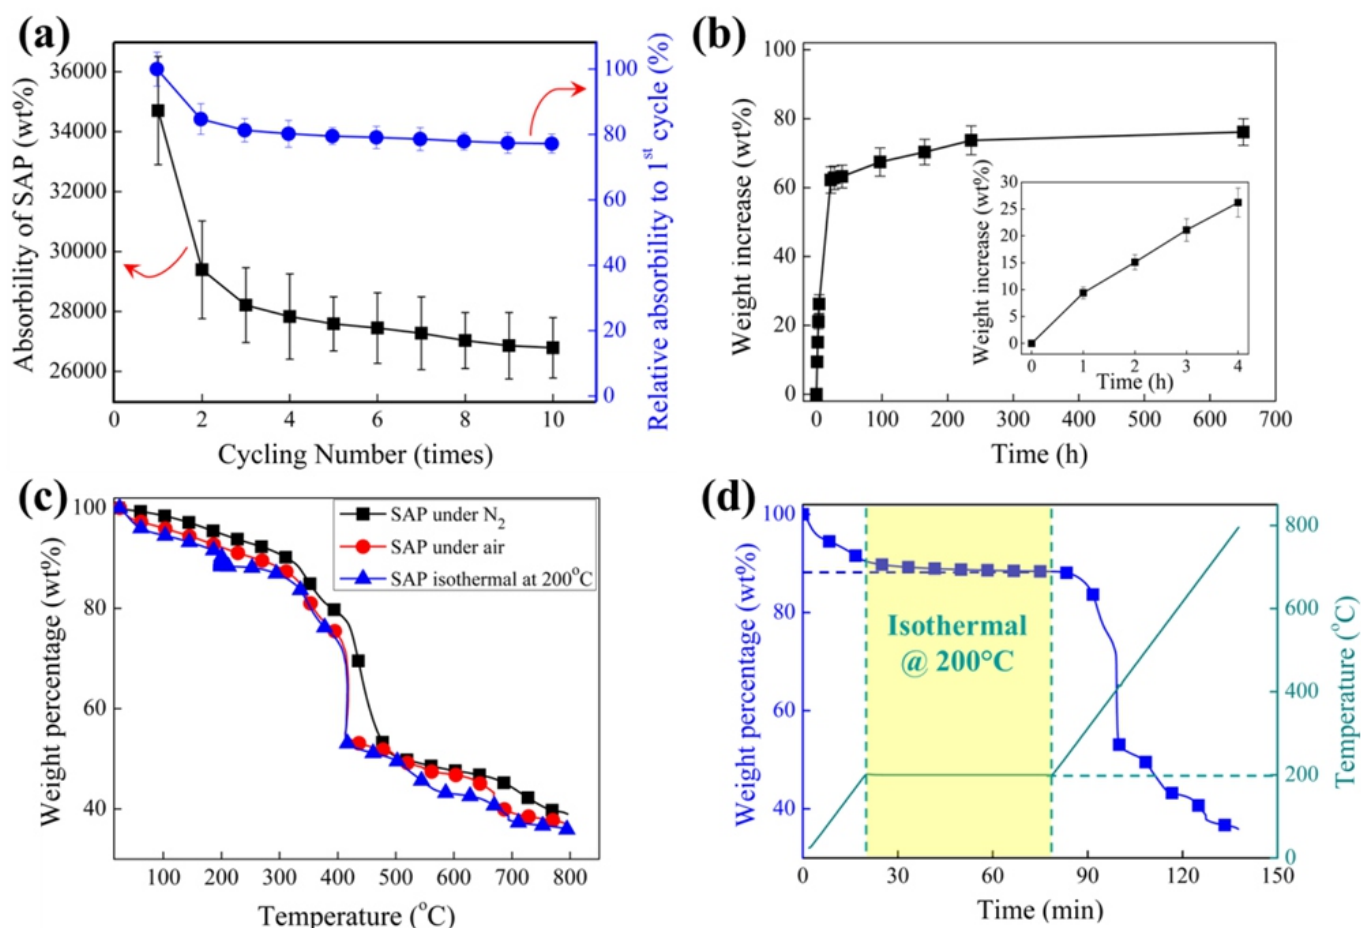 (a)
Absorbility of SAP (wt%)
36000
34000
32000
30000
28000
26000
0 2 4 6 8 10
Cycling Number (times)
100
80
60
40
20
0
Relative absorbility to 1st cycle (%)
(b)
Weight increase (wt%)
100
80
60
40
20
0
0 100 200 300 400 500 600 700
Time (h)
Weight increase (wt%)
30
25
20
15
10
5
0
0 1 2 3 4
Time (h)
(c)
Weight percentage (wt%)
100
80
60
40
SAP under N2
SAP under air
SAP isothermal at 200°C
100 200 300 400 500 600 700 800
Temperature (°C)
(d)
Weight percentage (wt%)
100
80
60
40
Isothermal
@ 200°C
800
600
400
200
0
Temperature (°C)
0 30 60 90 120 150
Time (min)